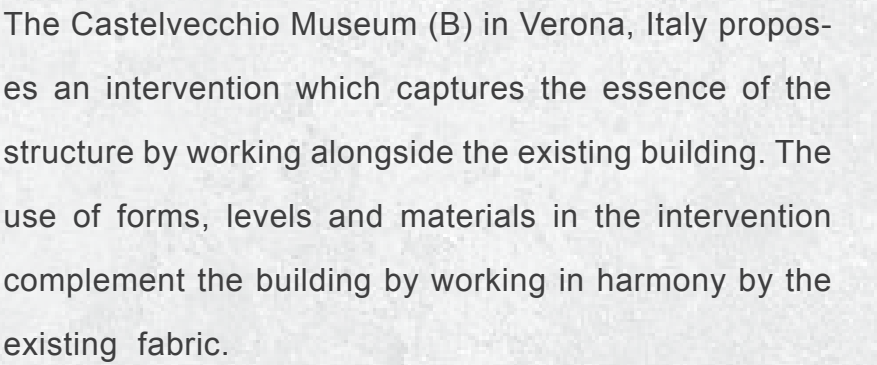 The Castelvecchio Museum (B) in Verona, Italy propos-
es an intervention which captures the essence of the
structure by working alongside the existing building. The
use of forms, levels and materials in the intervention
complement the building by working in harmony by the
existing fabric.